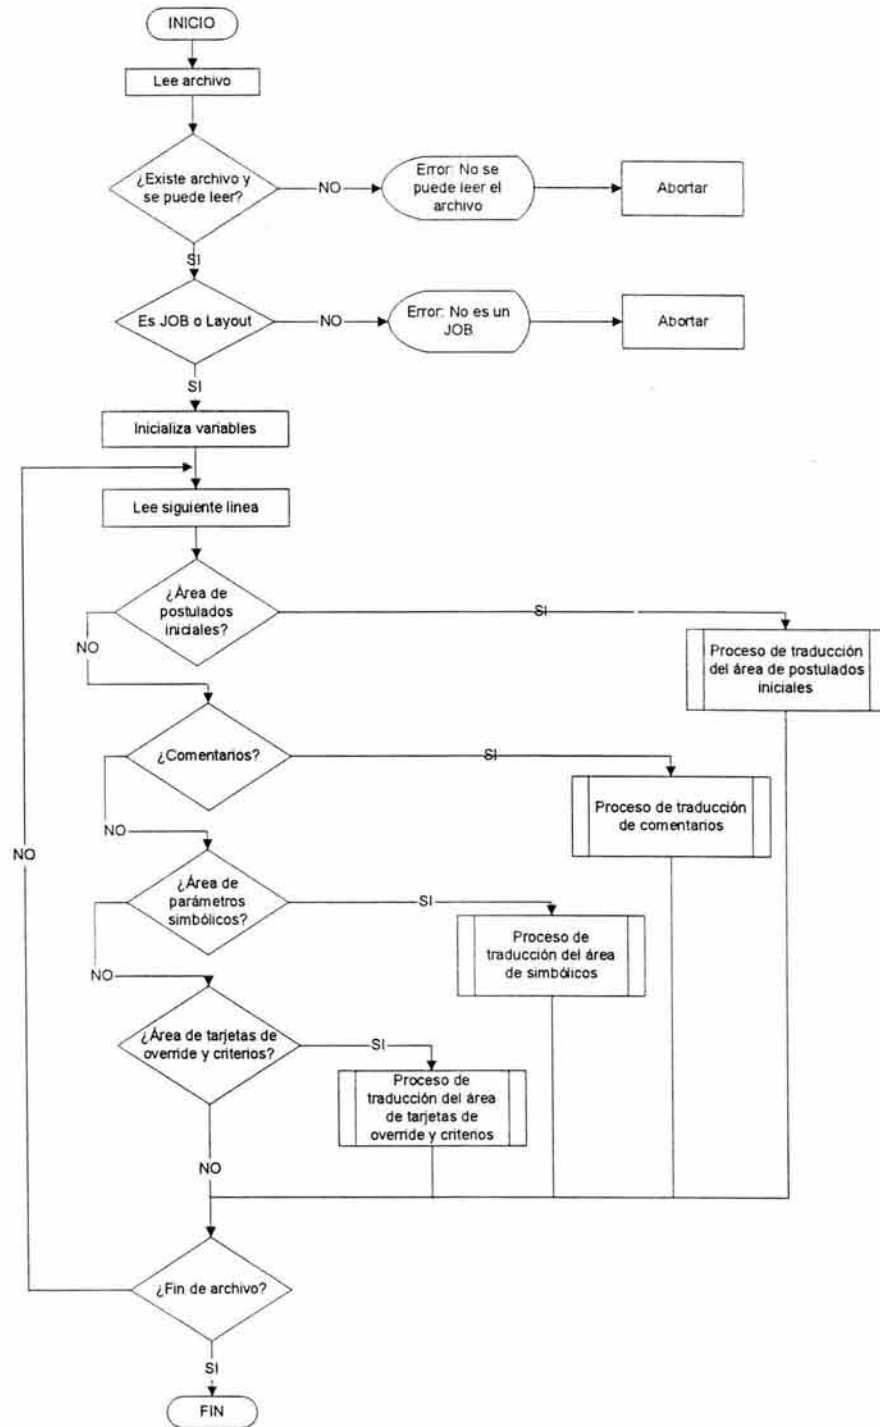 INICIO
Lee archivo
¿Existe archivo y
se puede leer?
NO
Error: No se
puede leer el
archivo
Abortar
SI
Es JOB o Layout
NO
Error: No es un
JOB
Abortar
SI
Inicializa variables
Lee siguiente linea
¿Área de
postulados
iniciales?
SI
NO
Proceso de traducción
del área de postulados
iniciales
¿Comentarios?
SI
Proceso de traducción
de comentarios
NO
NO
¿Área de
parámetros
simbólicos?
SI
Proceso de
traducción del área
de simbólicos
NO
¿Área de tarjetas de
override y criterios?
SI
Proceso de
traducción del área
de tarjetas de
override y criterios
NO
¿Fin de archivo?
SI
FIN